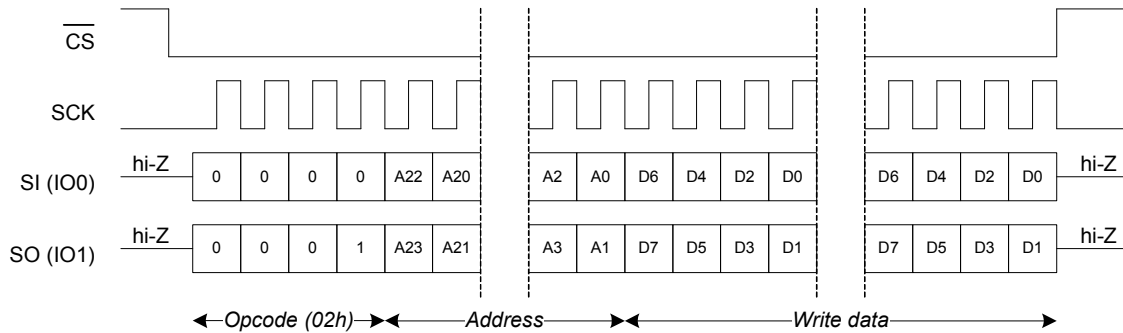 CS
SCK
hi-Z hi-Z
SI (IO0) 0 0 0 0 A22 A20 A2 A0 D6 D4 D2 D0 D6 D4 D2 D0
hi-Z hi-Z
SO (IO1) 0 0 0 1 A23 A21 A3 A1 D7 D5 D3 D1 D7 D5 D3 D1
Opcode (02h) Address Write data